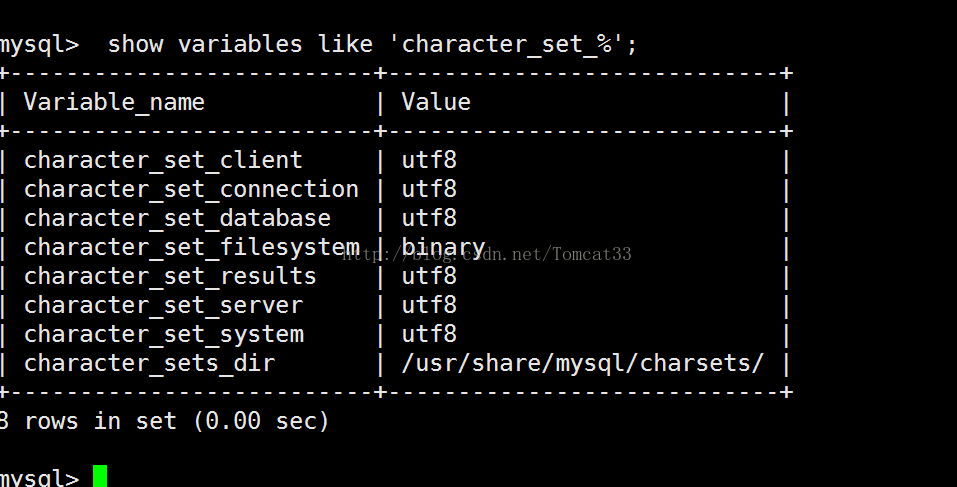 mysql>  show variables like 'character_set_%';
+--------------------------+----------------------------+
| Variable_name            | Value                      |
+--------------------------+----------------------------+
| character_set_client     | utf8                       |
| character_set_connection | utf8                       |
| character_set_database   | utf8                       |
| character_set_filesystem | binary                     |
http://blog.csdn.net/Tomcat33
| character_set_results    | utf8                       |
| character_set_server     | utf8                       |
| character_set_system     | utf8                       |
| character_sets_dir       | /usr/share/mysql/charsets/ |
+--------------------------+----------------------------+
8 rows in set (0.00 sec)
mysql>